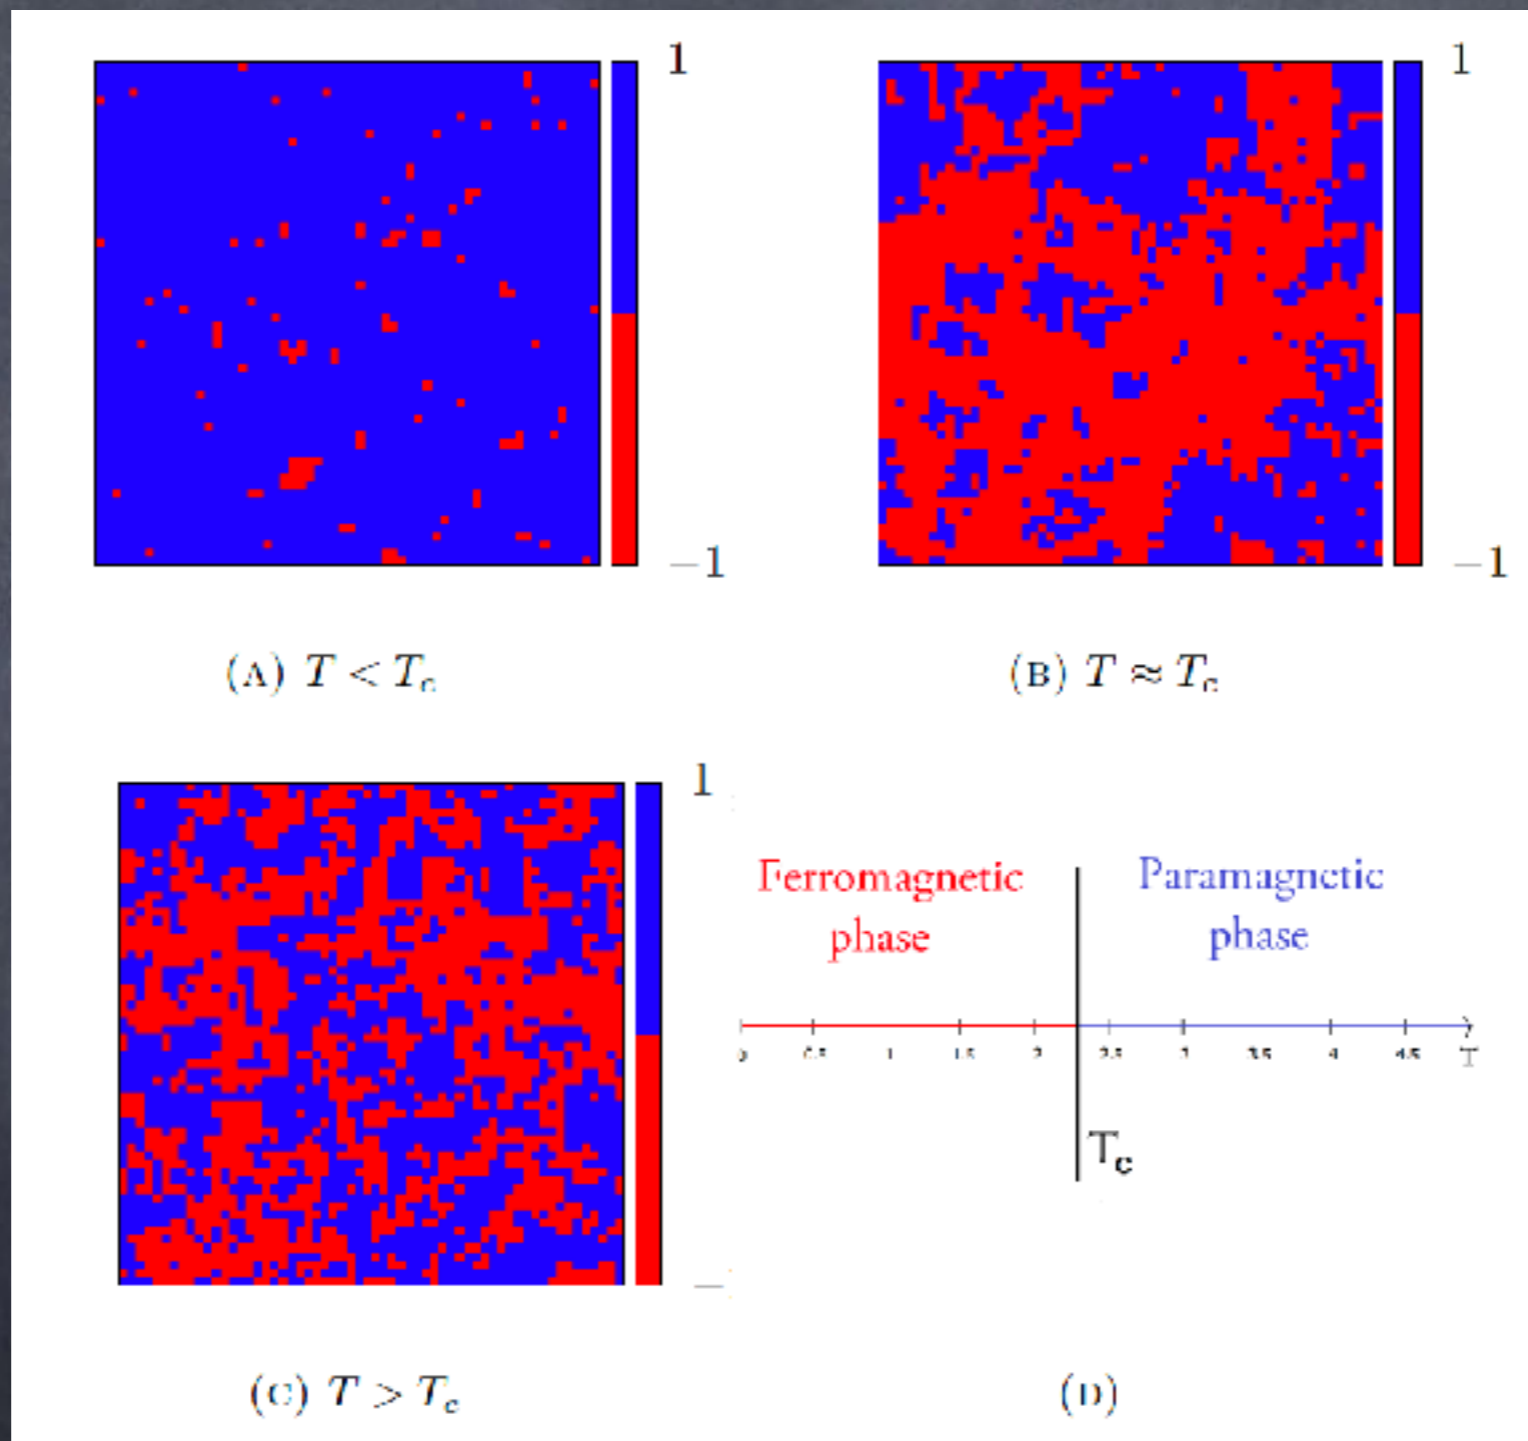 1
1
−1
−1
(A) T < Tc
(B) T ≈ Tc
1
Ferromagnetic
phase
Paramagnetic
phase
0 0.5 1 1.5 2 2.5 3 3.5 4 4.5 T
Tc
(C) T > Tc
(D)